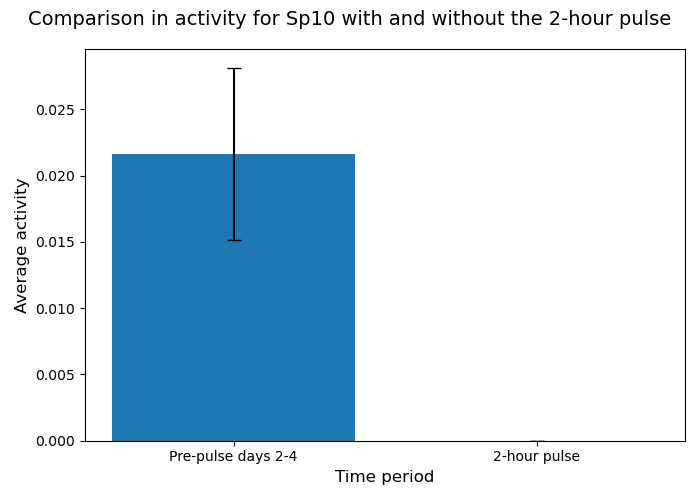 Comparison in activity for Sp10 with and without the 2-hour pulse
Average activity
0.025
0.020
0.015
0.010
0.005
0.000
Pre-pulse days 2-4
2-hour pulse
Time period